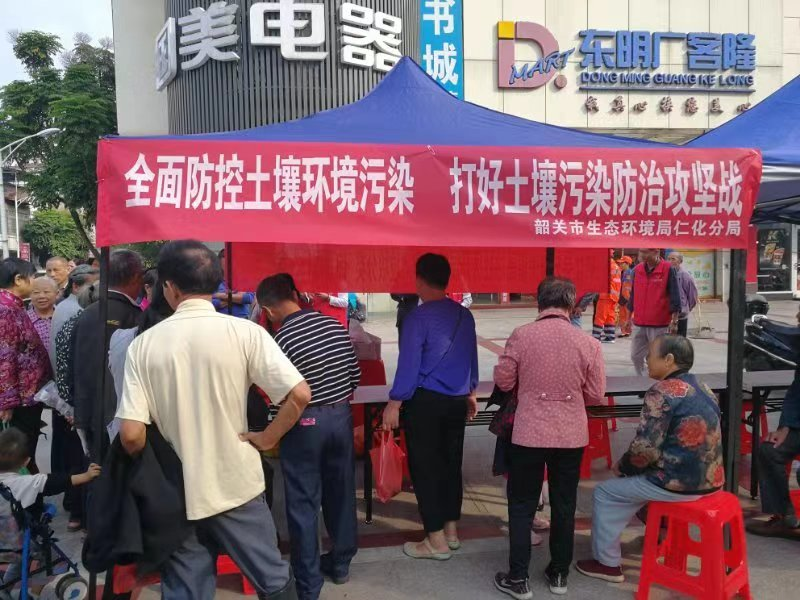 国美电器
书城
D MART
东明广客隆
DONG MING GUANG KE LONG
全面防控土壤环境污染 打好土壤污染防治攻坚战
韶关市生态环境局仁化分局